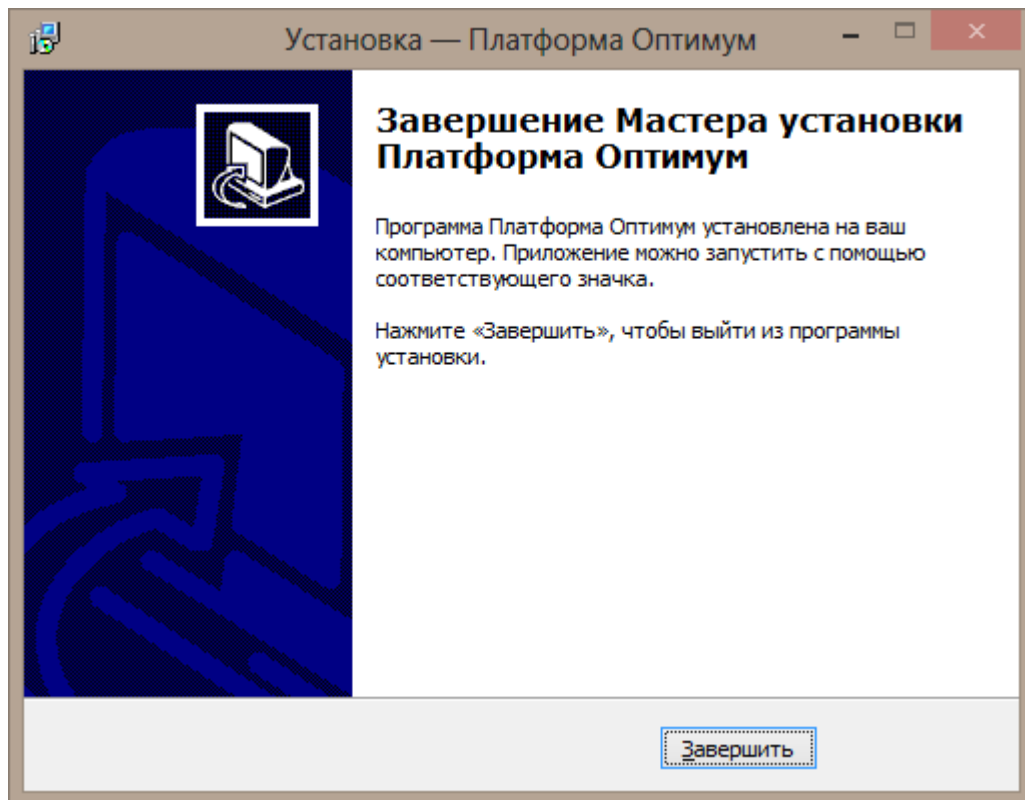 Установка — Платформа Оптимум
Завершение Мастера установки
Платформа Оптимум
Программа Платформа Оптимум установлена на ваш
компьютер. Приложение можно запустить с помощью
соответствующего значка.
Нажмите «Завершить», чтобы выйти из программы
установки.
Завершить